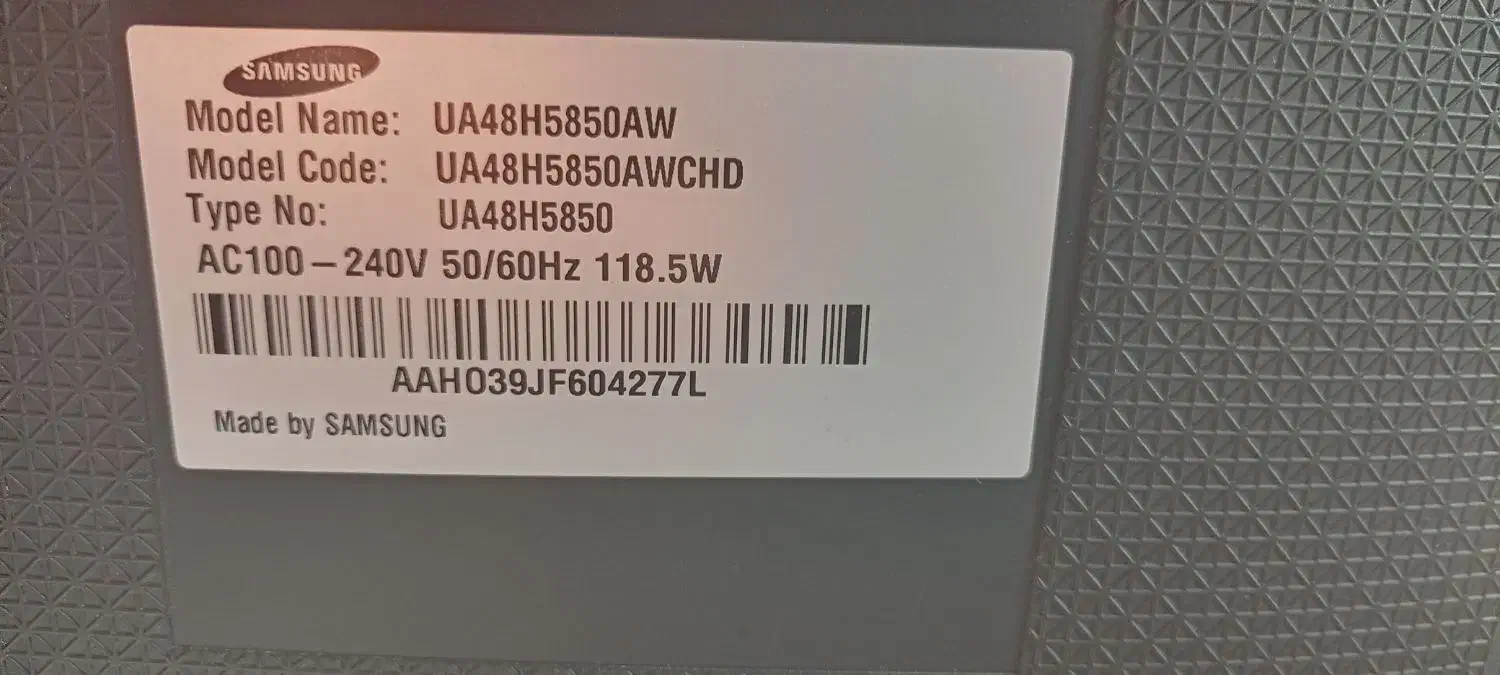 SAMSUNG
Model Name: UA48H5850AW
Model Code: UA48H5850AWCHD
Type No: UA48H5850
AC100-240V 50/60Hz 118.5W
AAHO39JF604277L
Made by SAMSUNG